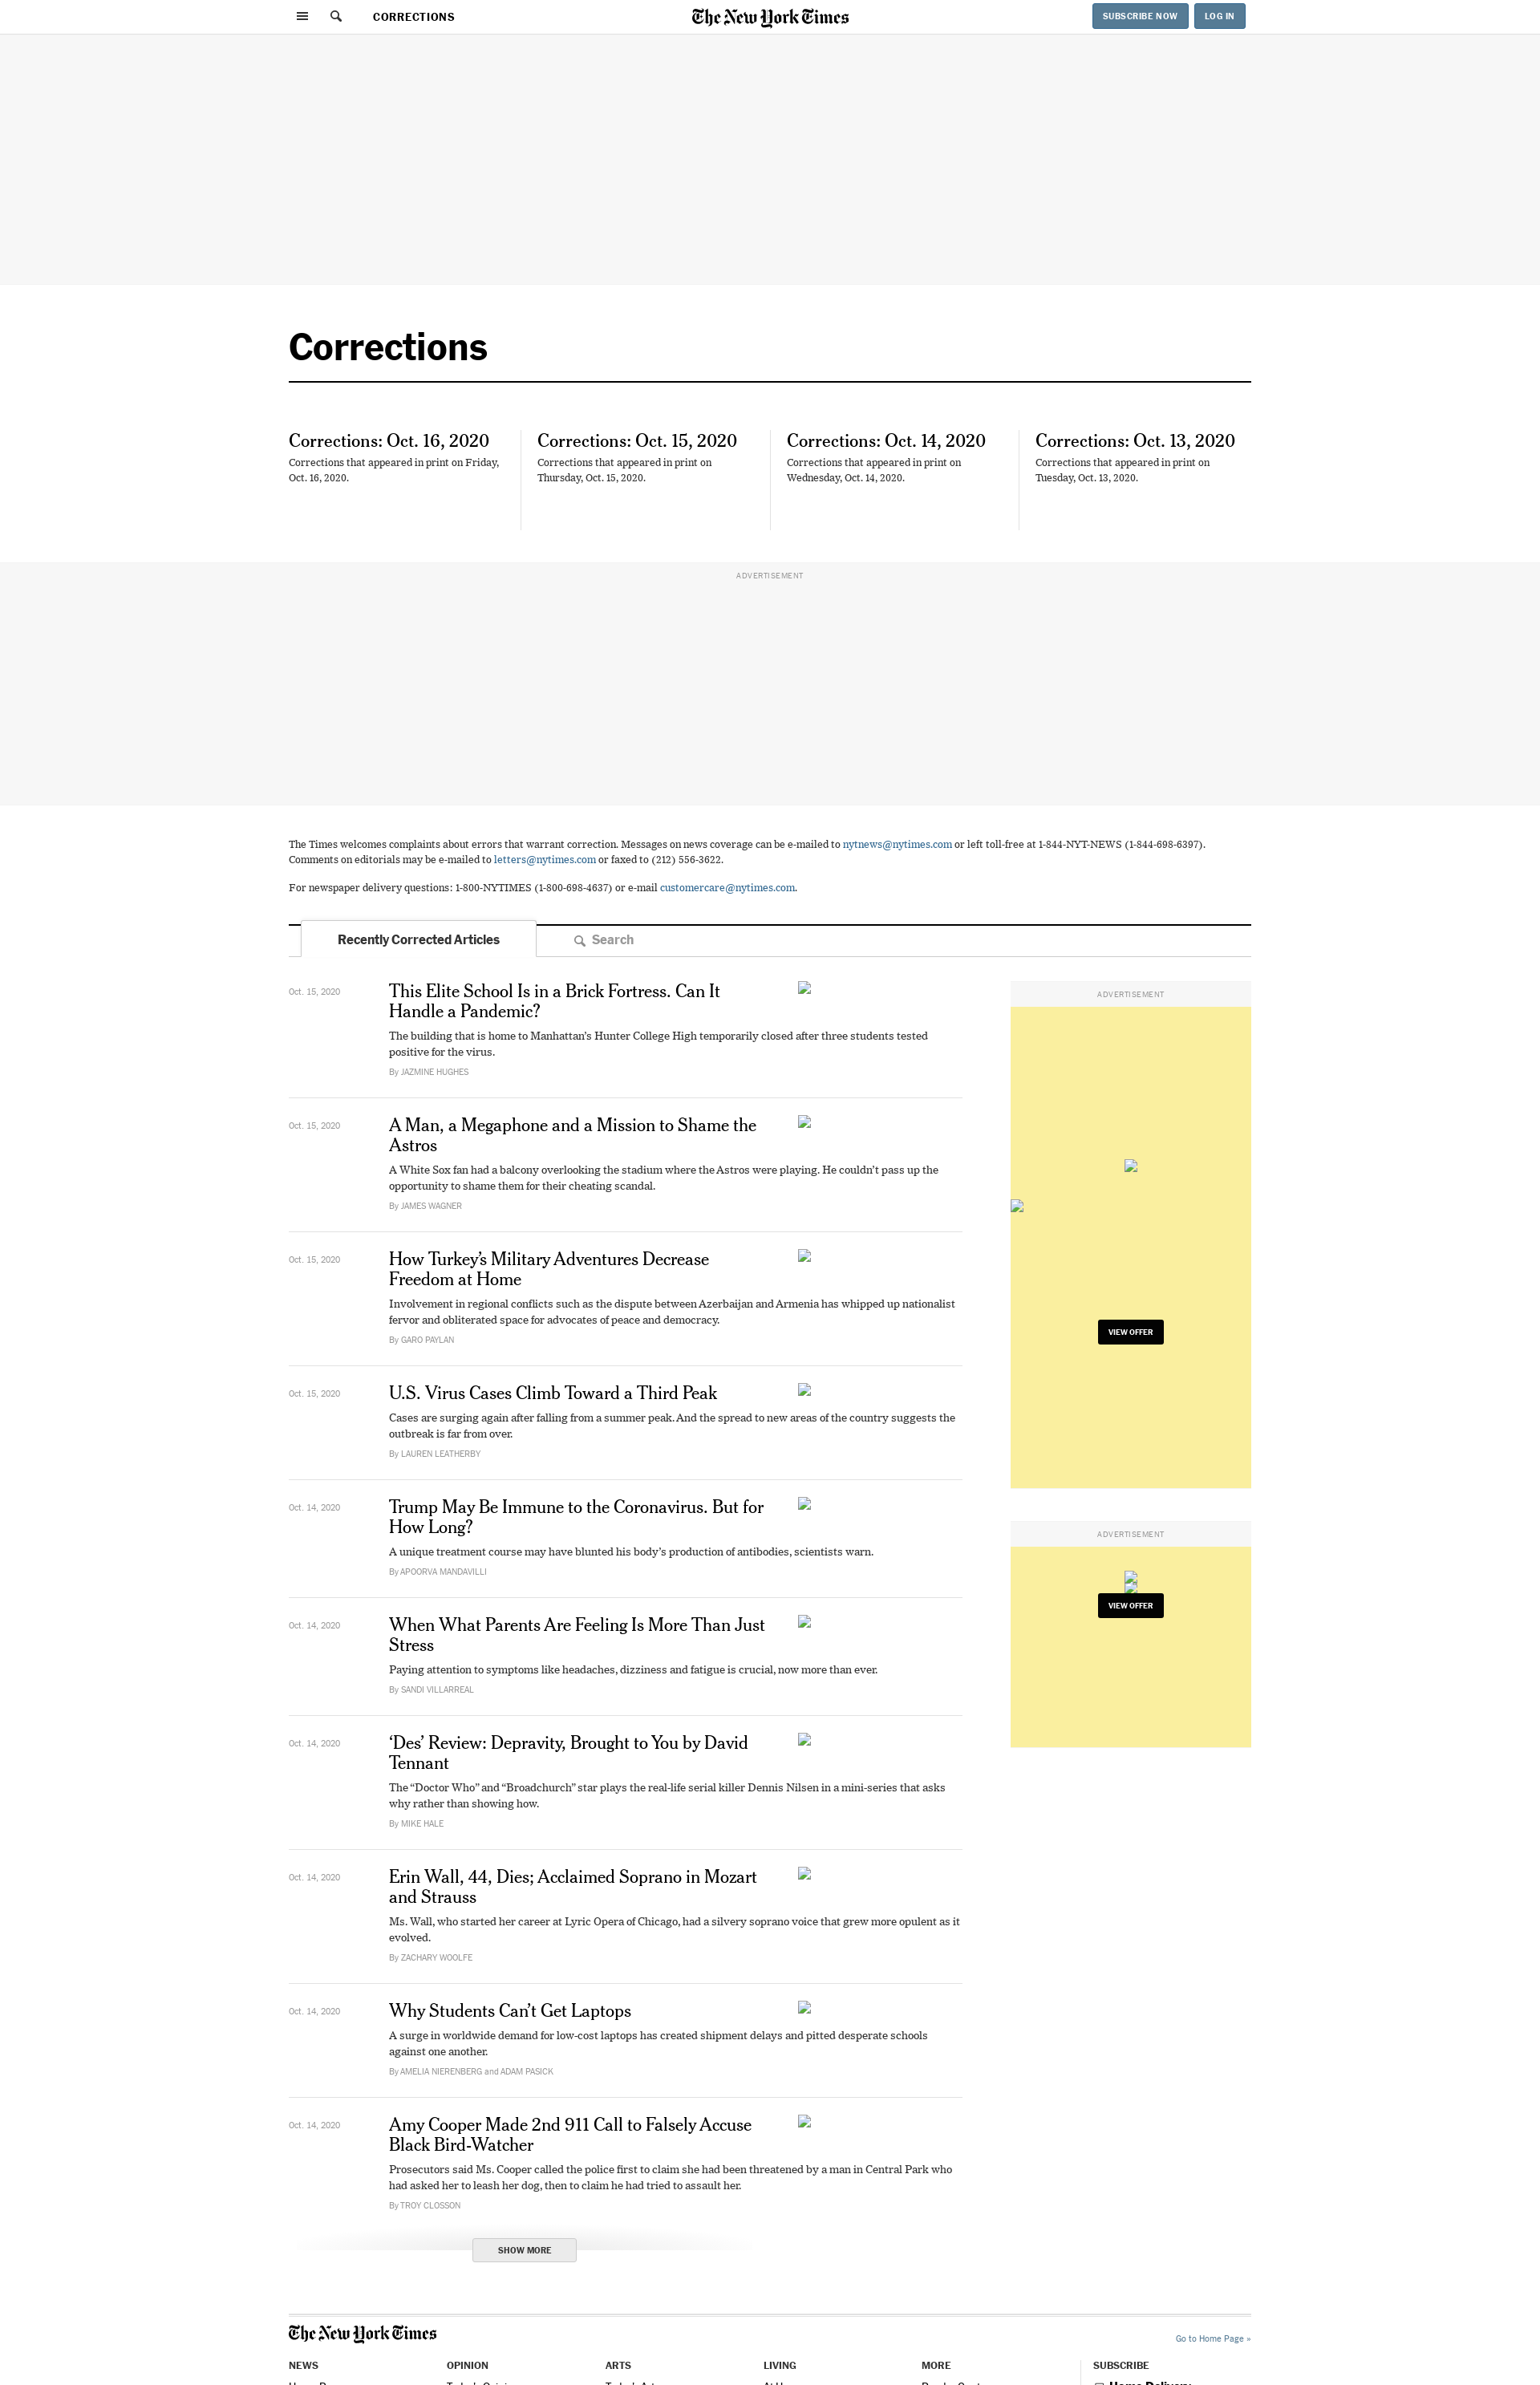 CORRECTIONS
The New York Times
SUBSCRIBE NOW
LOG IN
Corrections
Corrections: Oct. 16, 2020
Corrections that appeared in print on Friday,
Oct. 16, 2020.
Corrections: Oct. 15, 2020
Corrections that appeared in print on
Thursday, Oct. 15, 2020.
Corrections: Oct. 14, 2020
Corrections that appeared in print on
Wednesday, Oct. 14, 2020.
Corrections: Oct. 13, 2020
Corrections that appeared in print on
Tuesday, Oct. 13, 2020.
ADVERTISEMENT
The Times welcomes complaints about errors that warrant correction. Messages on news coverage can be e-mailed to nytnews@nytimes.com or left toll-free at 1-844-NYT-NEWS (1-844-698-6397).
Comments on editorials may be e-mailed to letters@nytimes.com or faxed to (212) 556-3622.
For newspaper delivery questions: 1-800-NYTIMES (1-800-698-4637) or e-mail customercare@nytimes.com.
Recently Corrected Articles
Search
Oct. 15, 2020
This Elite School Is in a Brick Fortress. Can It
Handle a Pandemic?
The building that is home to Manhattan's Hunter College High temporarily closed after three students tested
positive for the virus.
By JAZMINE HUGHES
Oct. 15, 2020
A Man, a Megaphone and a Mission to Shame the
Astros
A White Sox fan had a balcony overlooking the stadium where the Astros were playing. He couldn't pass up the
opportunity to shame them for their cheating scandal.
By JAMES WAGNER
Oct. 15, 2020
How Turkey's Military Adventures Decrease
Freedom at Home
Involvement in regional conflicts such as the dispute between Azerbaijan and Armenia has whipped up nationalist
fervor and obliterated space for advocates of peace and democracy.
By GARO PAYLAN
Oct. 15, 2020
U.S. Virus Cases Climb Toward a Third Peak
Cases are surging again after falling from a summer peak. And the spread to new areas of the country suggests the
outbreak is far from over.
By LAUREN LEATHERBY
Oct. 14, 2020
Trump May Be Immune to the Coronavirus. But for
How Long?
A unique treatment course may have blunted his body's production of antibodies, scientists warn.
By APOORVA MANDAVILLI
Oct. 14, 2020
When What Parents Are Feeling Is More Than Just
Stress
Paying attention to symptoms like headaches, dizziness and fatigue is crucial, now more than ever.
By SANDI VILLARREAL
Oct. 14, 2020
‘Des’ Review: Depravity, Brought to You by David
Tennant
The “Doctor Who” and “Broadchurch” star plays the real-life serial killer Dennis Nilsen in a mini-series that asks
why rather than showing how.
By MIKE HALE
Oct. 14, 2020
Erin Wall, 44, Dies; Acclaimed Soprano in Mozart
and Strauss
Ms. Wall, who started her career at Lyric Opera of Chicago, had a silvery soprano voice that grew more opulent as it
evolved.
By ZACHARY WOOLFE
Oct. 14, 2020
Why Students Can't Get Laptops
A surge in worldwide demand for low-cost laptops has created shipment delays and pitted desperate schools
against one another.
By AMELIA NIERENBERG and ADAM PASICK
Oct. 14, 2020
Amy Cooper Made 2nd 911 Call to Falsely Accuse
Black Bird-Watcher
Prosecutors said Ms. Cooper called the police first to claim she had been threatened by a man in Central Park who
had asked her to leash her dog, then to claim he had tried to assault her.
By TROY CLOSSON
SHOW MORE
ADVERTISEMENT
VIEW OFFER
ADVERTISEMENT
VIEW OFFER
The New York Times
Go to Home Page »
NEWS
OPINION
ARTS
LIVING
MORE
SUBSCRIBE